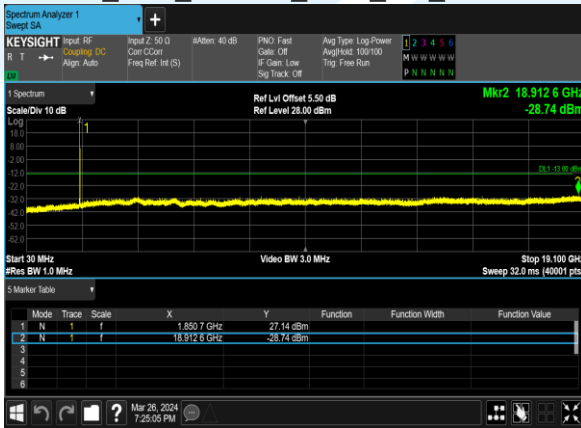 Spectrum Analyzer 1
Swept SA
KEYSIGHT Input: RF Input Z: 50 Ω #Atten: 40 dB PNO: Fast Avg Type: Log-Power 1 2 3 4 5 6
R T Coupling: DC Corr CCorr Gate: Off Avg|Hold: 100/100 M W W W W W
Align: Auto Freq Ref: Int (S) IF Gain: Low Trig: Free Run
Sig Track: Off P N N N N N
1 Spectrum
Scale/Div 10 dB
Ref Lvl Offset 5.50 dB
Ref Level 28.00 dBm
Mkr2 18.912 6 GHz
-28.74 dBm
Log
18.0
8.00
-2.00
-12.0
-22.0
-32.0
-42.0
-52.0
-62.0
1
DL1 -13.00 dBm
2
Start 30 MHz Video BW 3.0 MHz Stop 19.100 GHz
#Res BW 1.0 MHz Sweep 32.0 ms (40001 pts)
5 Marker Table
Mode Trace Scale X Y Function Function Width Function Value
1 N 1 f 1.850 7 GHz 27.14 dBm
2 N 1 f 18.912 6 GHz -28.74 dBm
3
4
5
6
Mar 26, 2024
7:25:05 PM